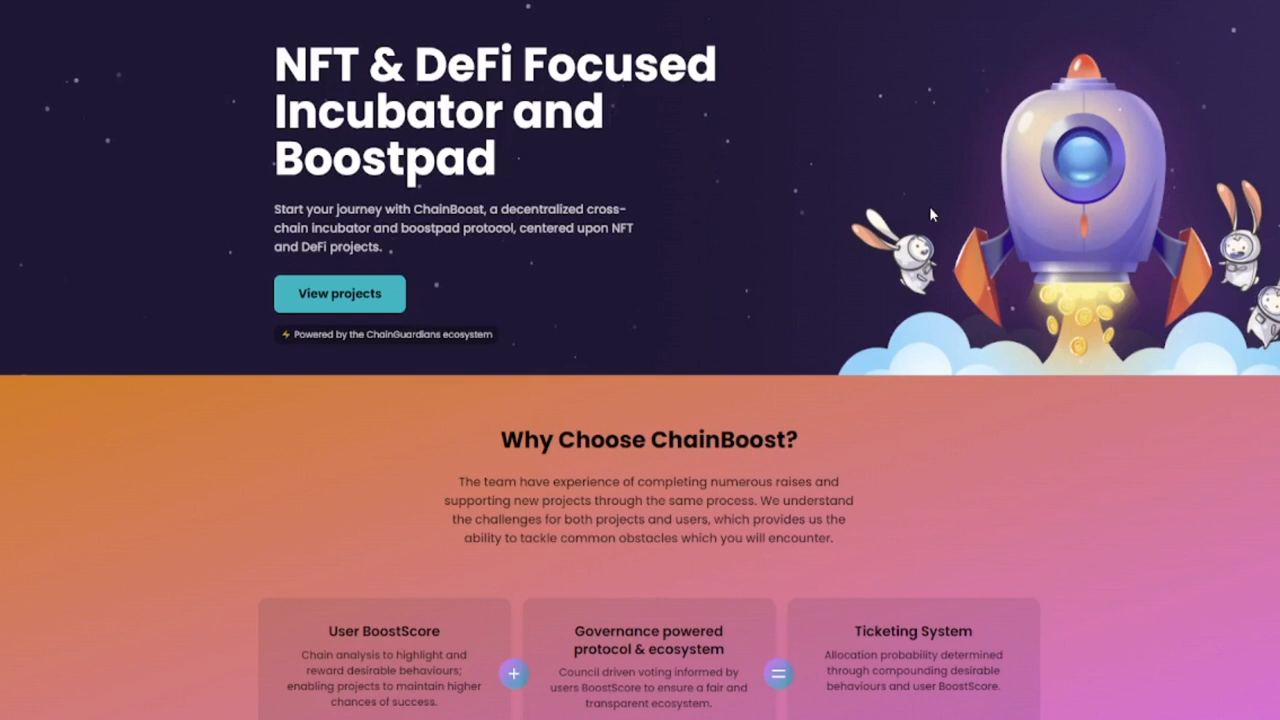 NFT & DeFi Focused
Incubator and
Boostpad
Start your journey with ChainBoost, a decentralized cross-
chain incubator and boostpad protocol, centered upon NFT
and DeFi projects.
View projects
Powered by the ChainGuardians ecosystem
Why Choose ChainBoost?
The team have experience of completing numerous raises and
supporting new projects through the same process. We understand
the challenges for both projects and users, which provides us the
ability to tackle common obstacles which you will encounter.
User BoostScore
Chain analysis to highlight and
reward desirable behaviours;
enabling projects to maintain higher
chances of success.
+
Governance powered
protocol & ecosystem
Council driven voting informed by
users BoostScore to ensure a fair and
transparent ecosystem.
=
Ticketing System
Allocation probability determined
through compounding desirable
behaviours and user BoostScore.